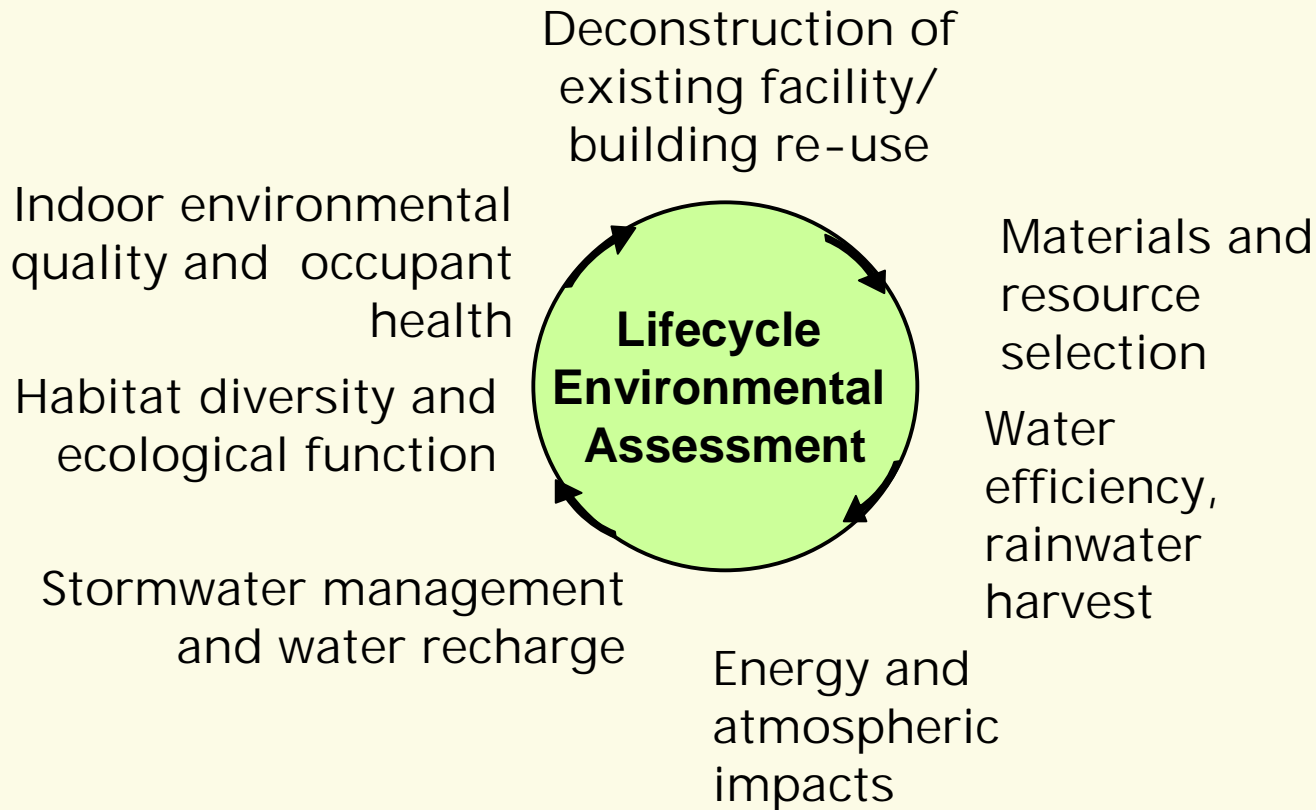 Deconstruction of
existing facility/
building re-use
Indoor environmental
quality and occupant
health
Materials and
resource
selection
Lifecycle
Environmental
Assessment
Habitat diversity and
ecological function
Water
efficiency,
rainwater
harvest
Stormwater management
and water recharge
Energy and
atmospheric
impacts